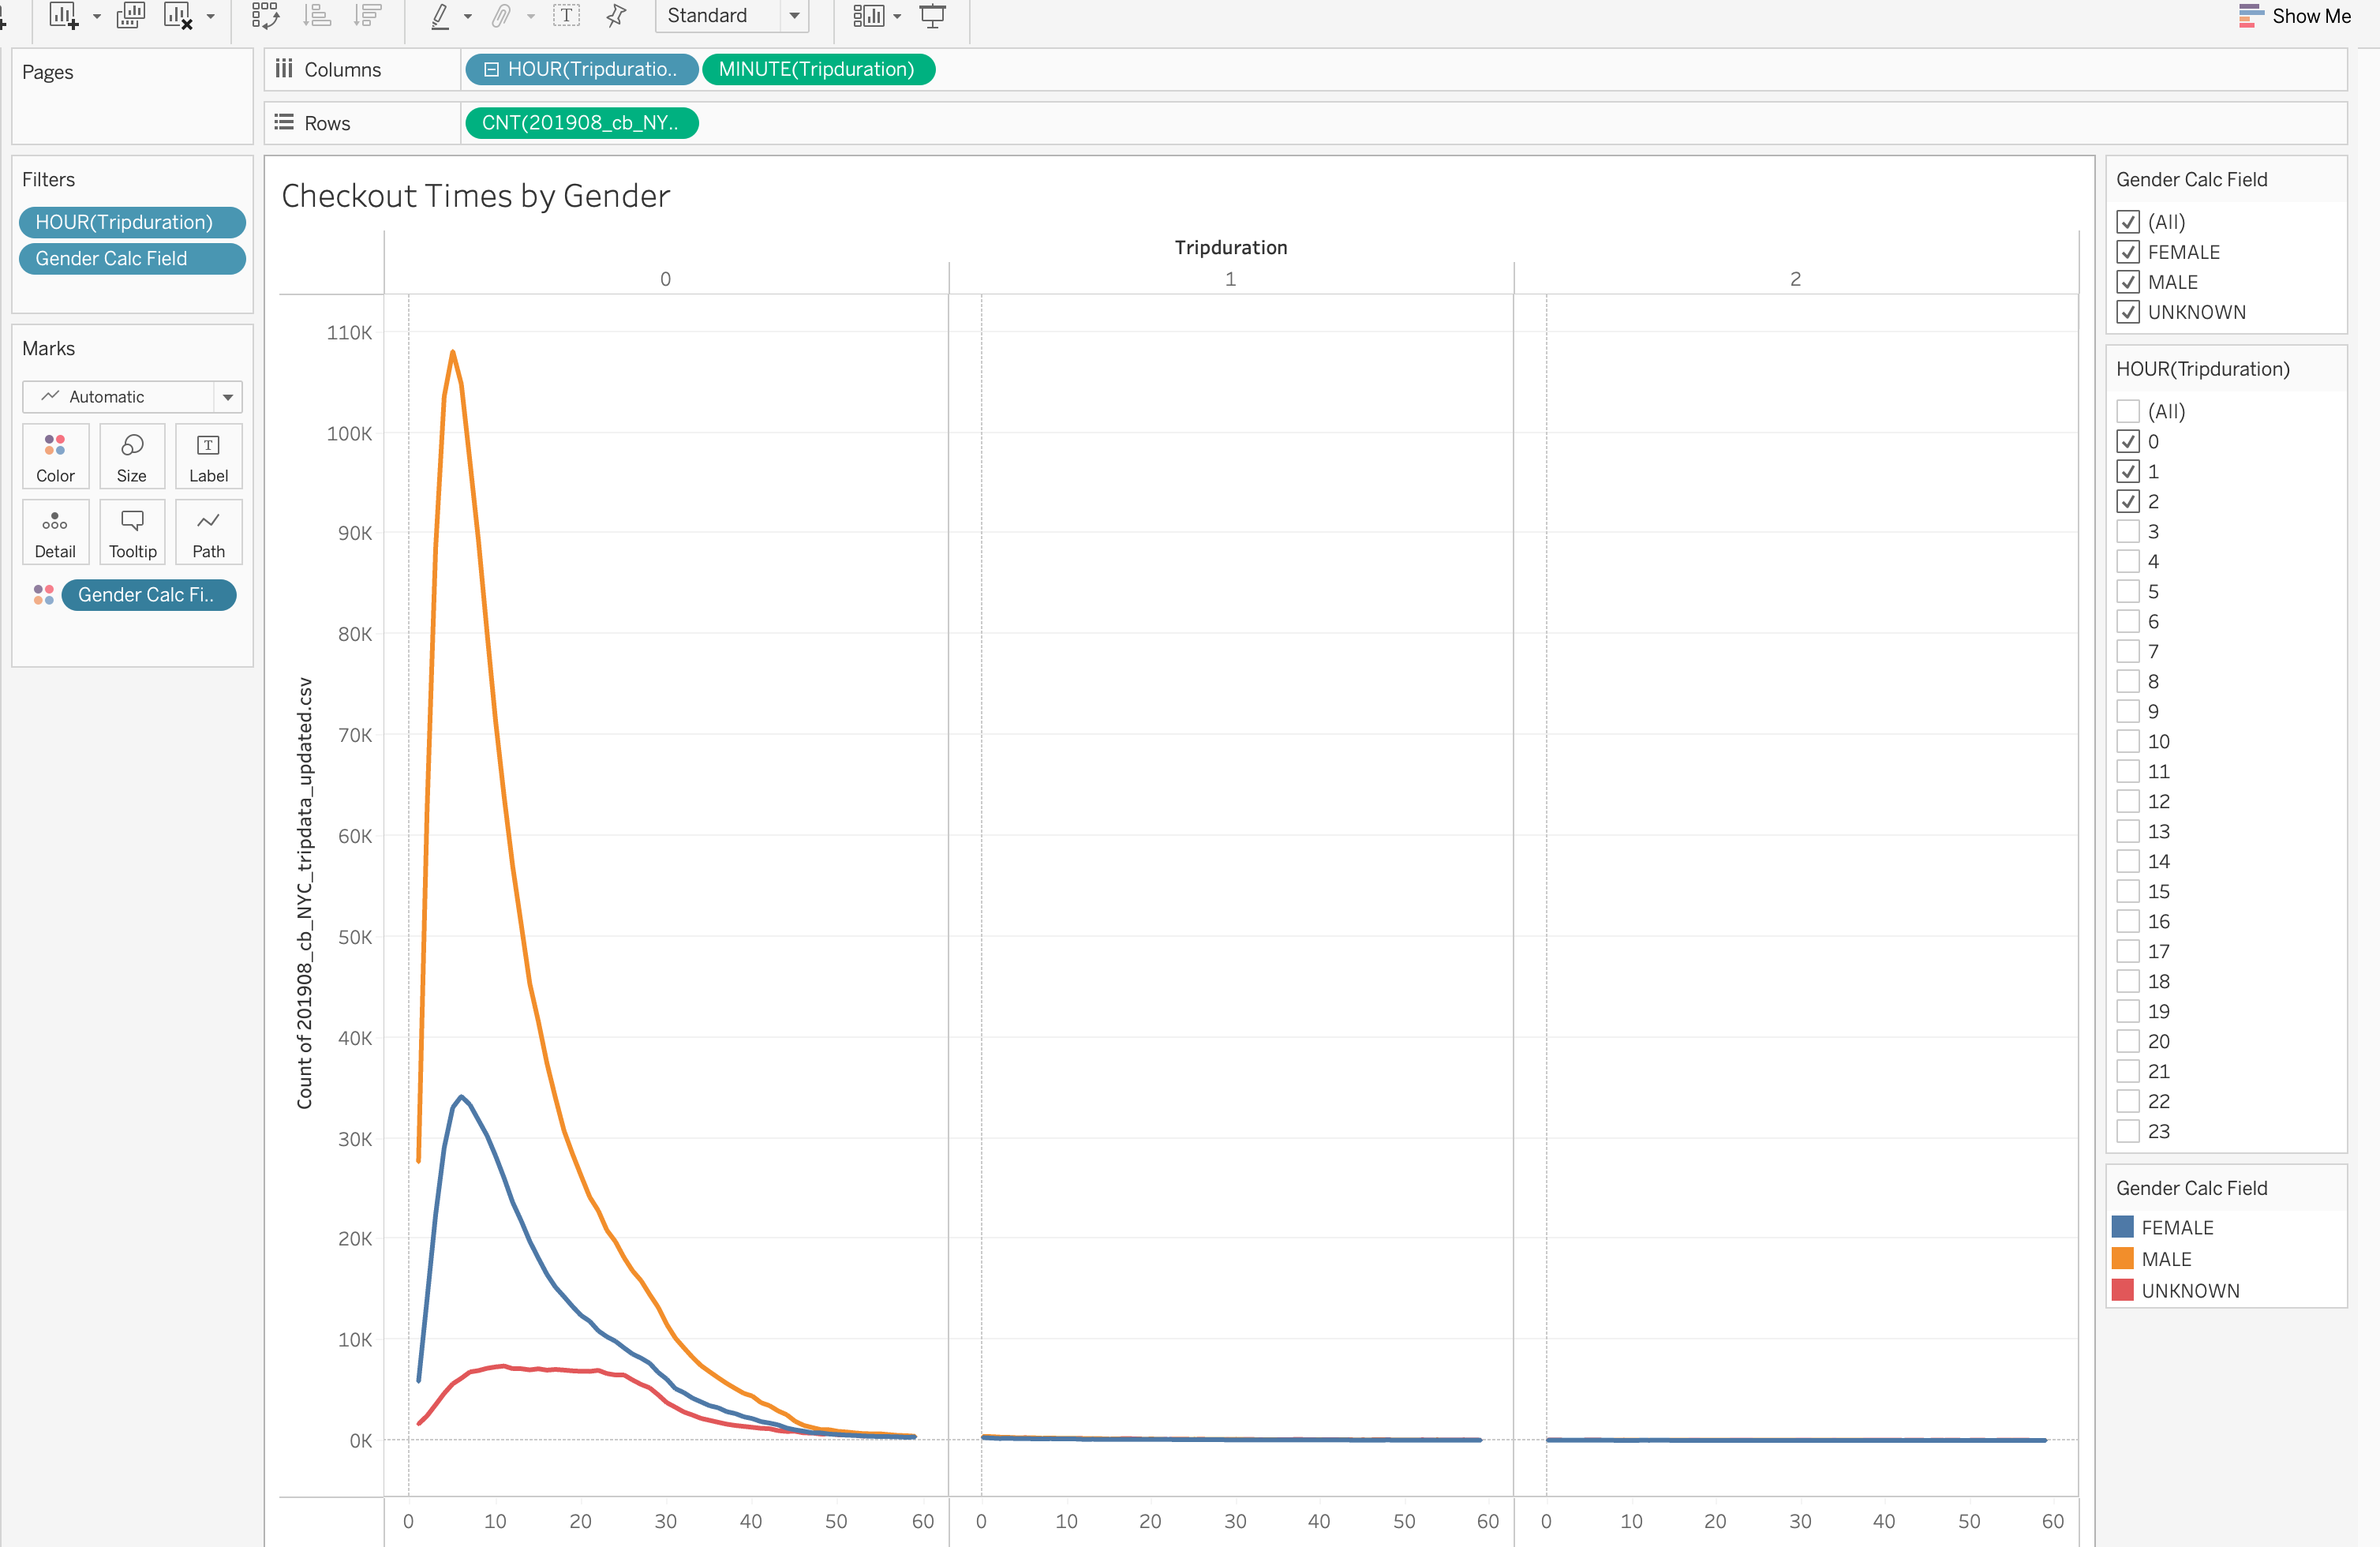 Standard
Show Me
Pages
Columns
HOUR(Tripduratio..
MINUTE(Tripduration)
Rows
CNT(201908_cb_NY..
Filters
HOUR(Tripduration)
Gender Calc Field
Marks
Automatic
Color
Size
Label
Detail
Tooltip
Path
Gender Calc Fi..
Checkout Times by Gender
Tripduration
0
1
2
Count of 201908_cb_NYC_tripdata_updated.csv
110K
100K
90K
80K
70K
60K
50K
40K
30K
20K
10K
0K
0 10 20 30 40 50 60
0 10 20 30 40 50 60
0 10 20 30 40 50 60
Gender Calc Field
(All)
FEMALE
MALE
UNKNOWN
HOUR(Tripduration)
(All)
0
1
2
3
4
5
6
7
8
9
10
11
12
13
14
15
16
17
18
19
20
21
22
23
Gender Calc Field
FEMALE
MALE
UNKNOWN